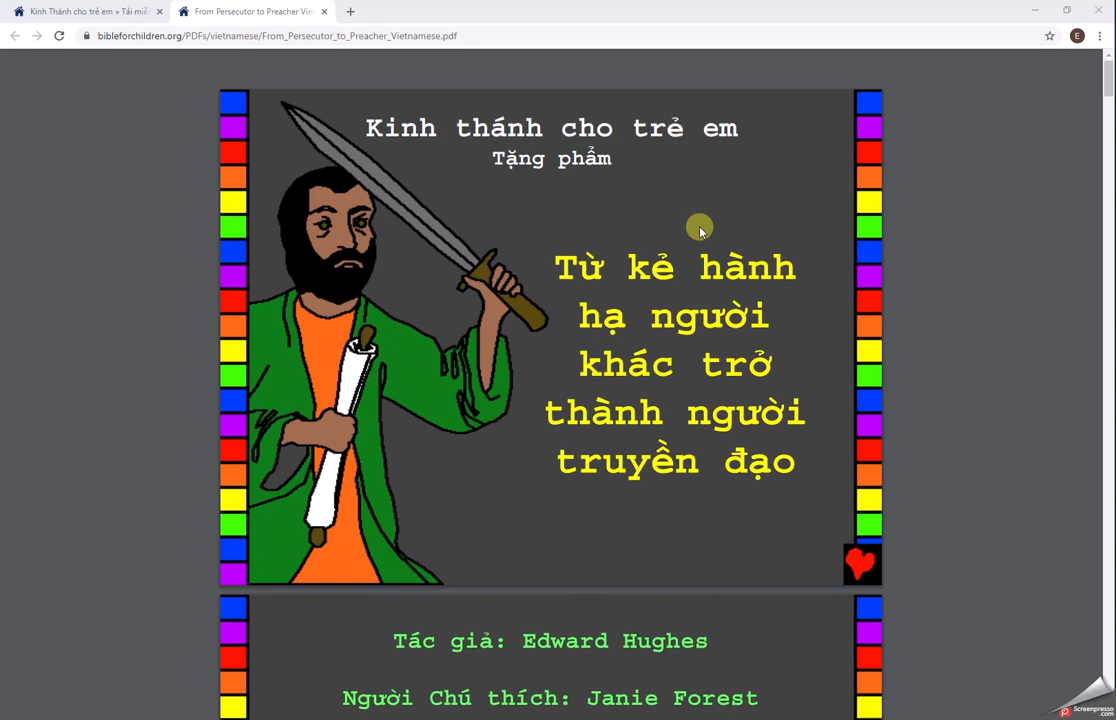 Kinh Thánh cho trẻ em » Tải miễ
From Persecutor to Preacher Vie
bibleforchildren.org/PDFs/vietnamese/From_Persecutor_to_Preacher_Vietnamese.pdf
E
Kinh thánh cho trẻ em
Tặng phẩm
Từ kẻ hành
hạ người
khác trở
thành người
truyền đạo
Tác giả: Edward Hughes
Người Chú thích: Janie Forest
Screenpresso
.com